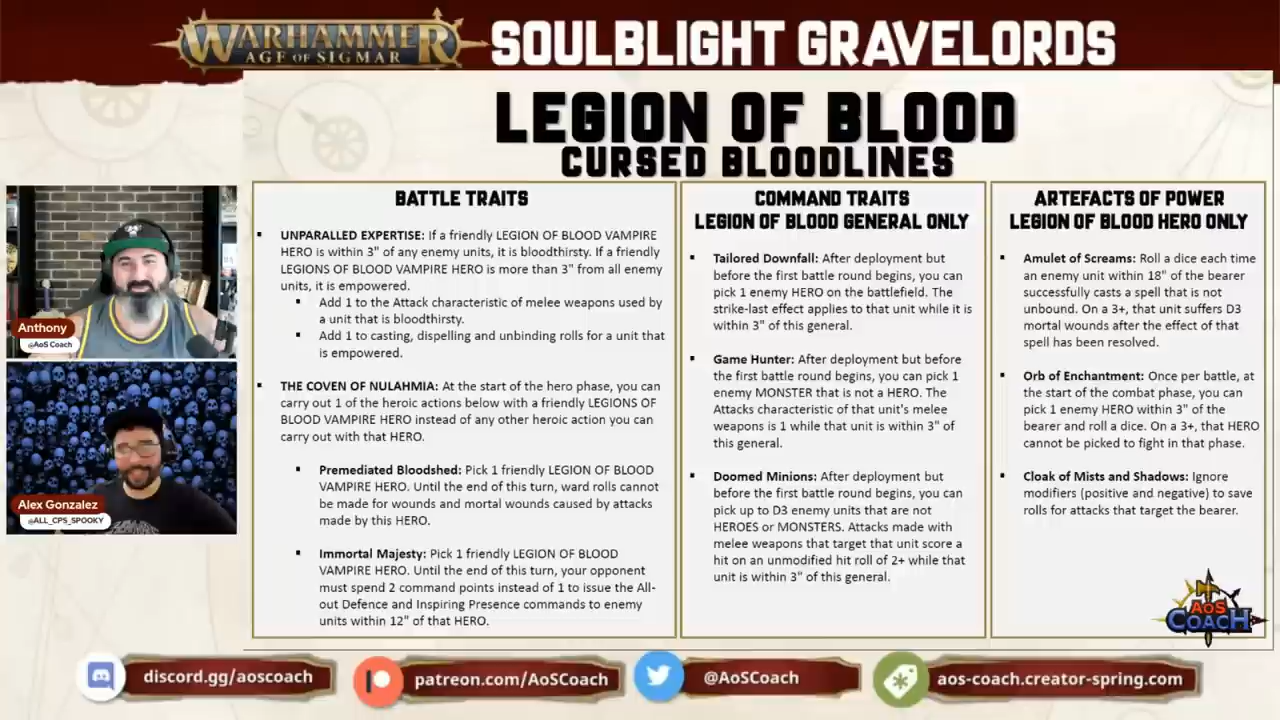 WARHAMMER
AGE OF SIGMAR
SOULBLIGHT GRAVELORDS
LEGION OF BLOOD
CURSED BLOODLINES
Anthony
@AoS Coach
Alex Gonzalez
@ALL_CPS_SPOOKY
BATTLE TRAITS
▪ UNPARALLED EXPERTISE: If a friendly LEGION OF BLOOD VAMPIRE
HERO is within 3" of any enemy units, it is bloodthirsty. If a friendly
LEGIONS OF BLOOD VAMPIRE HERO is more than 3" from all enemy
units, it is empowered.
▪ Add 1 to the Attack characteristic of melee weapons used by
a unit that is bloodthirsty.
▪ Add 1 to casting, dispelling and unbinding rolls for a unit that
is empowered.
▪ THE COVEN OF NULAHMIA: At the start of the hero phase, you can
carry out 1 of the heroic actions below with a friendly LEGIONS OF
BLOOD VAMPIRE HERO instead of any other heroic action you can
carry out with that HERO.
▪ Premediated Bloodshed: Pick 1 friendly LEGION OF BLOOD
VAMPIRE HERO. Until the end of this turn, ward rolls cannot
be made for wounds and mortal wounds caused by attacks
made by this HERO.
▪ Immortal Majesty: Pick 1 friendly LEGION OF BLOOD
VAMPIRE HERO. Until the end of this turn, your opponent
must spend 2 command points instead of 1 to issue the All-
out Defence and Inspiring Presence commands to enemy
units within 12" of that HERO.
COMMAND TRAITS
LEGION OF BLOOD GENERAL ONLY
▪ Tailored Downfall: After deployment but
before the first battle round begins, you can
pick 1 enemy HERO on the battlefield. The
strike-last effect applies to that unit while it is
within 3" of this general.
▪ Game Hunter: After deployment but before
the first battle round begins, you can pick 1
enemy MONSTER that is not a HERO. The
Attacks characteristic of that unit's melee
weapons is 1 while that unit is within 3" of
this general.
▪ Doomed Minions: After deployment but
before the first battle round begins, you can
pick up to D3 enemy units that are not
HEROES or MONSTERS. Attacks made with
melee weapons that target that unit score a
hit on an unmodified hit roll of 2+ while that
unit is within 3" of this general.
ARTEFACTS OF POWER
LEGION OF BLOOD HERO ONLY
▪ Amulet of Screams: Roll a dice each time
an enemy unit within 18" of the bearer
successfully casts a spell that is not
unbound. On a 3+, that unit suffers D3
mortal wounds after the effect of that
spell has been resolved.
▪ Orb of Enchantment: Once per battle, at
the start of the combat phase, you can
pick 1 enemy HERO within 3" of the
bearer and roll a dice. On a 3+, that HERO
cannot be picked to fight in that phase.
▪ Cloak of Mists and Shadows: Ignore
modifiers (positive and negative) to save
rolls for attacks that target the bearer.
AoS
COACH
discord.gg/aoscoach
patreon.com/AoSCoach
@AoSCoach
aos-coach.creator-spring.com